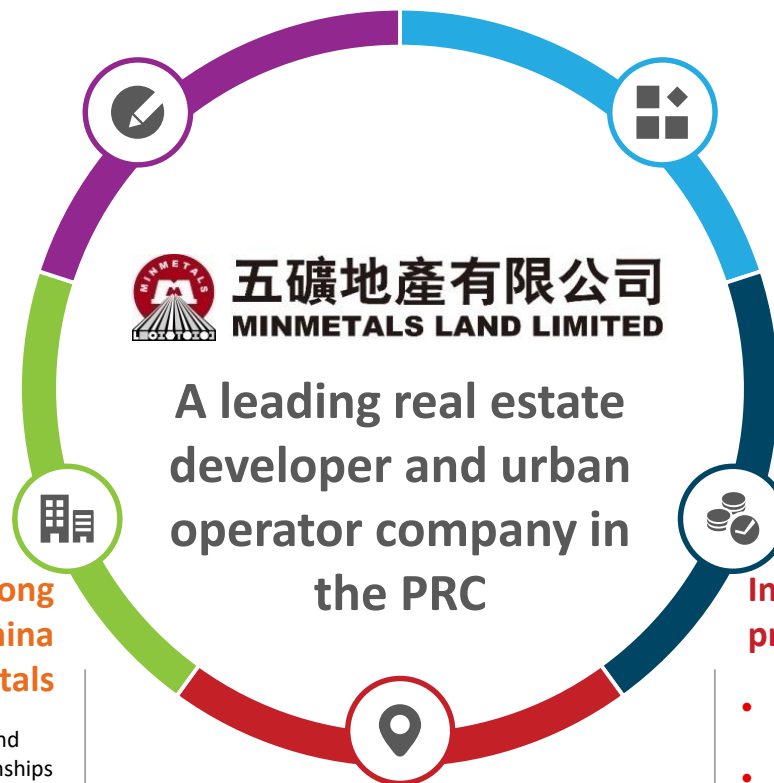 MINMETALS
五礦地產有限公司
MINMETALS LAND LIMITED
A leading real estate
developer and urban
operator company in
the PRC